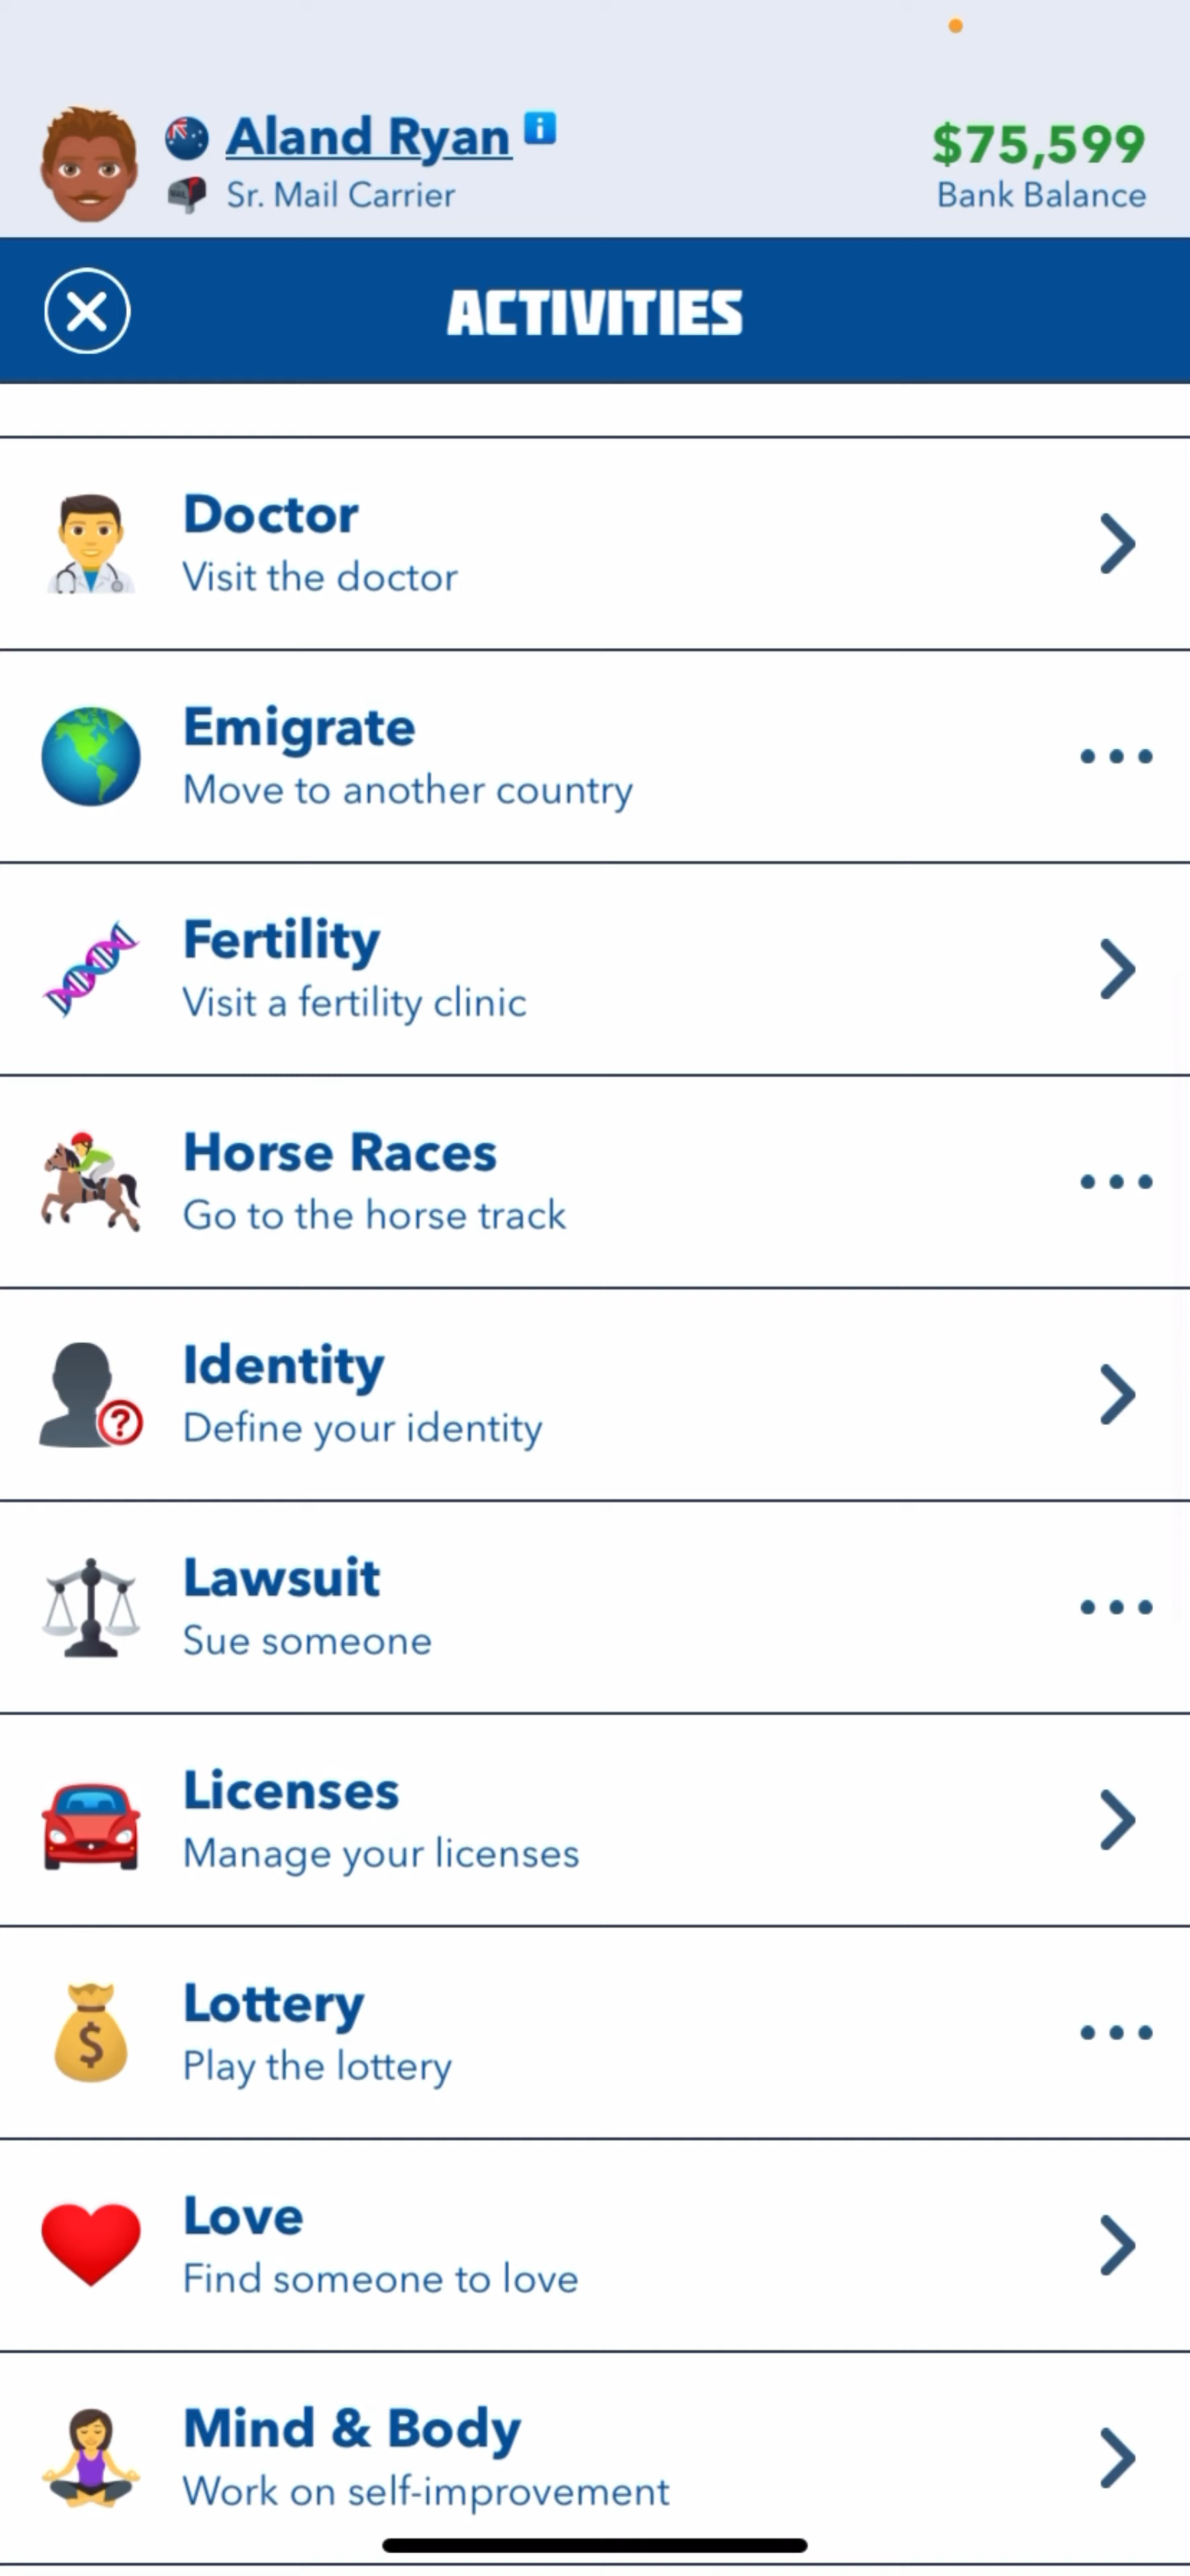 Aland Ryan i
$75,599
MAIL Sr. Mail Carrier
Bank Balance
ACTIVITIES
Doctor
Visit the doctor
Emigrate
Move to another country
Fertility
Visit a fertility clinic
Horse Races
Go to the horse track
Identity
?
Define your identity
Lawsuit
Sue someone
Licenses
Manage your licenses
Lottery
$
Play the lottery
Love
Find someone to love
Mind & Body
Work on self-improvement